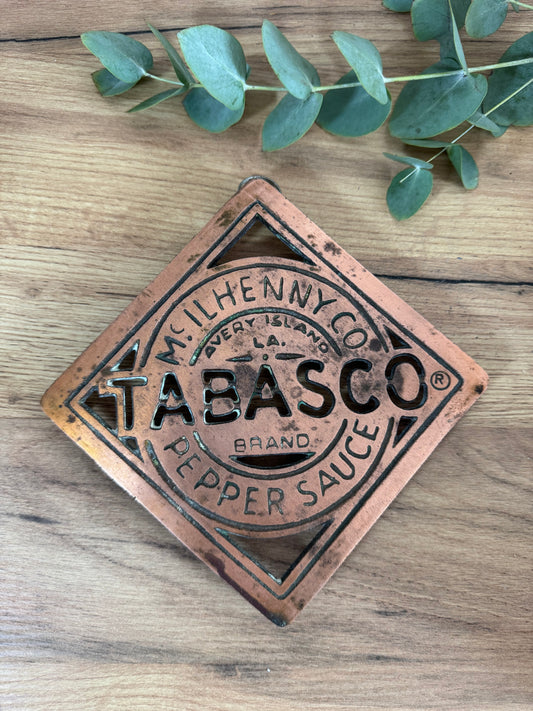 McILHENNY CO.
AVERY ISLAND,
LA.
TABASCO®
BRAND
PEPPER SAUCE